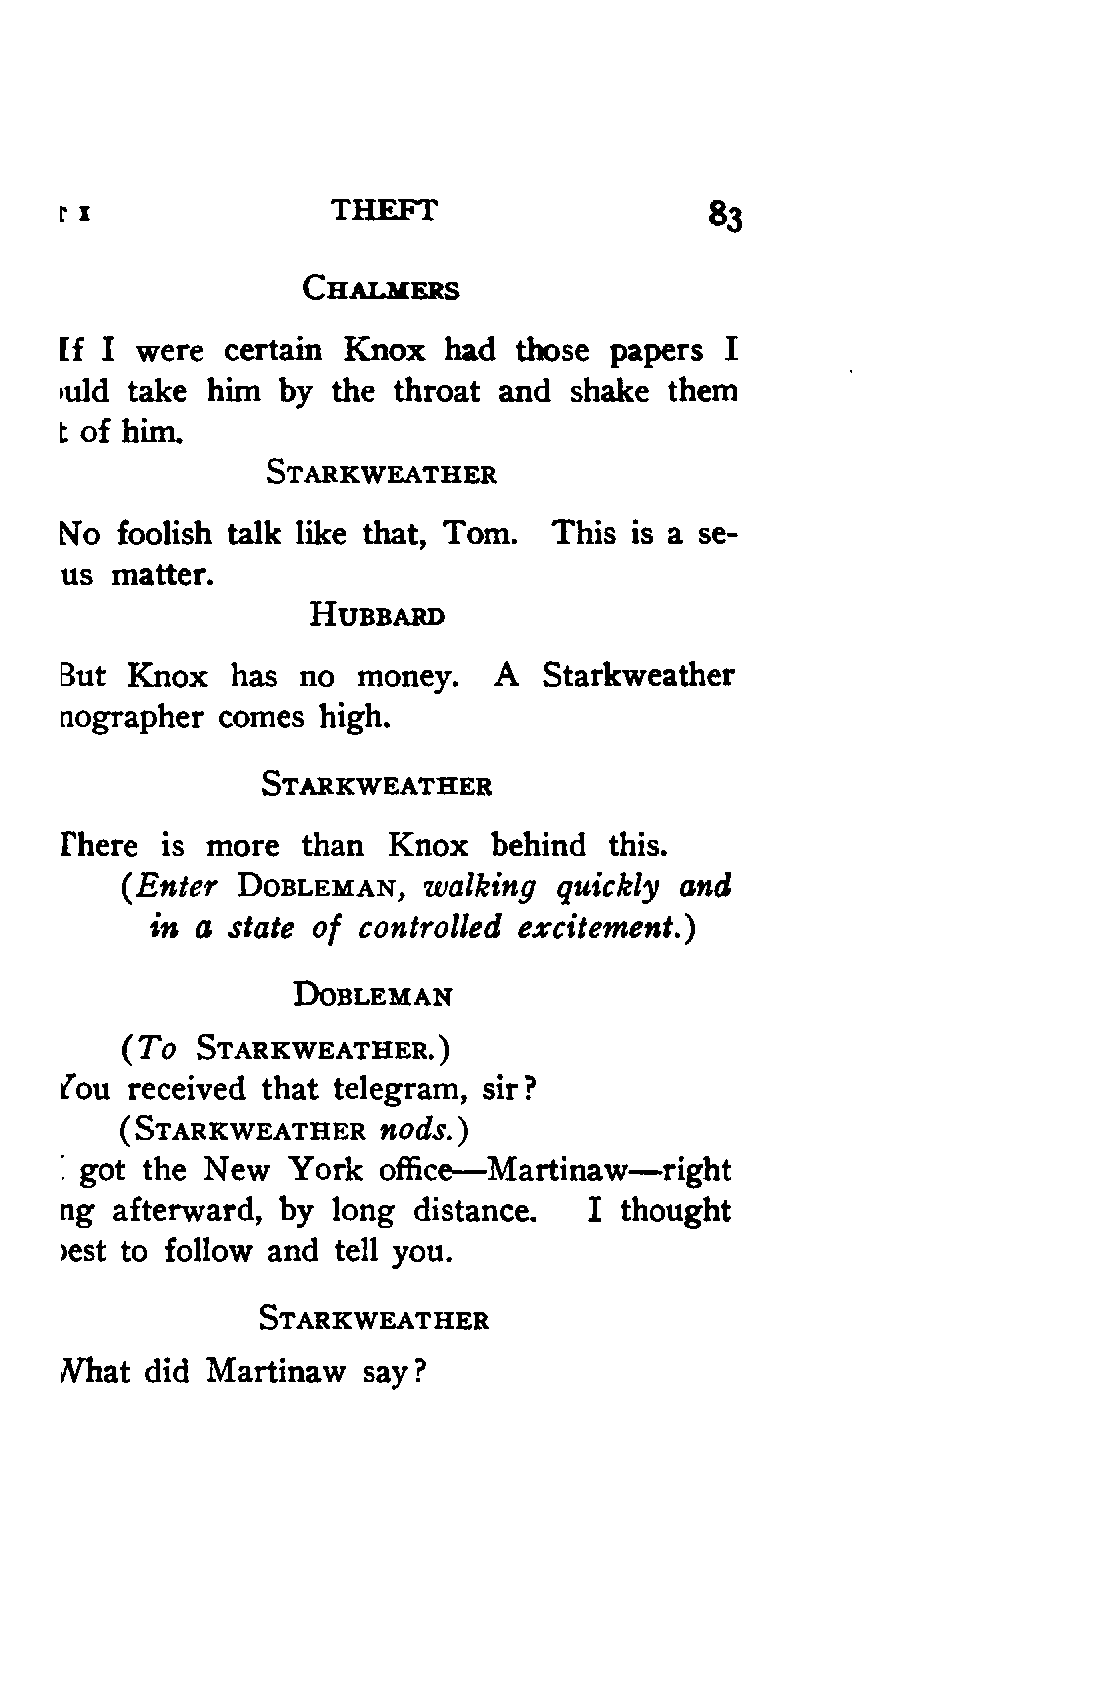 r I THEFT 83
CHALMERS
If I were certain Knox had those papers I
uld take him by the throat and shake them
t of him.
STARKWEATHER
No foolish talk like that, Tom. This is a se-
us matter.
HUBBARD
But Knox has no money. A Starkweather
nographer comes high.
STARKWEATHER
There is more than Knox behind this.
(Enter DOBLEMAN, walking quickly and
in a state of controlled excitement.)
DOBLEMAN
(To STARKWEATHER.)
You received that telegram, sir?
(STARKWEATHER nods.)
I got the New York office—Martinaw—right
ng afterward, by long distance. I thought
best to follow and tell you.
STARKWEATHER
What did Martinaw say?